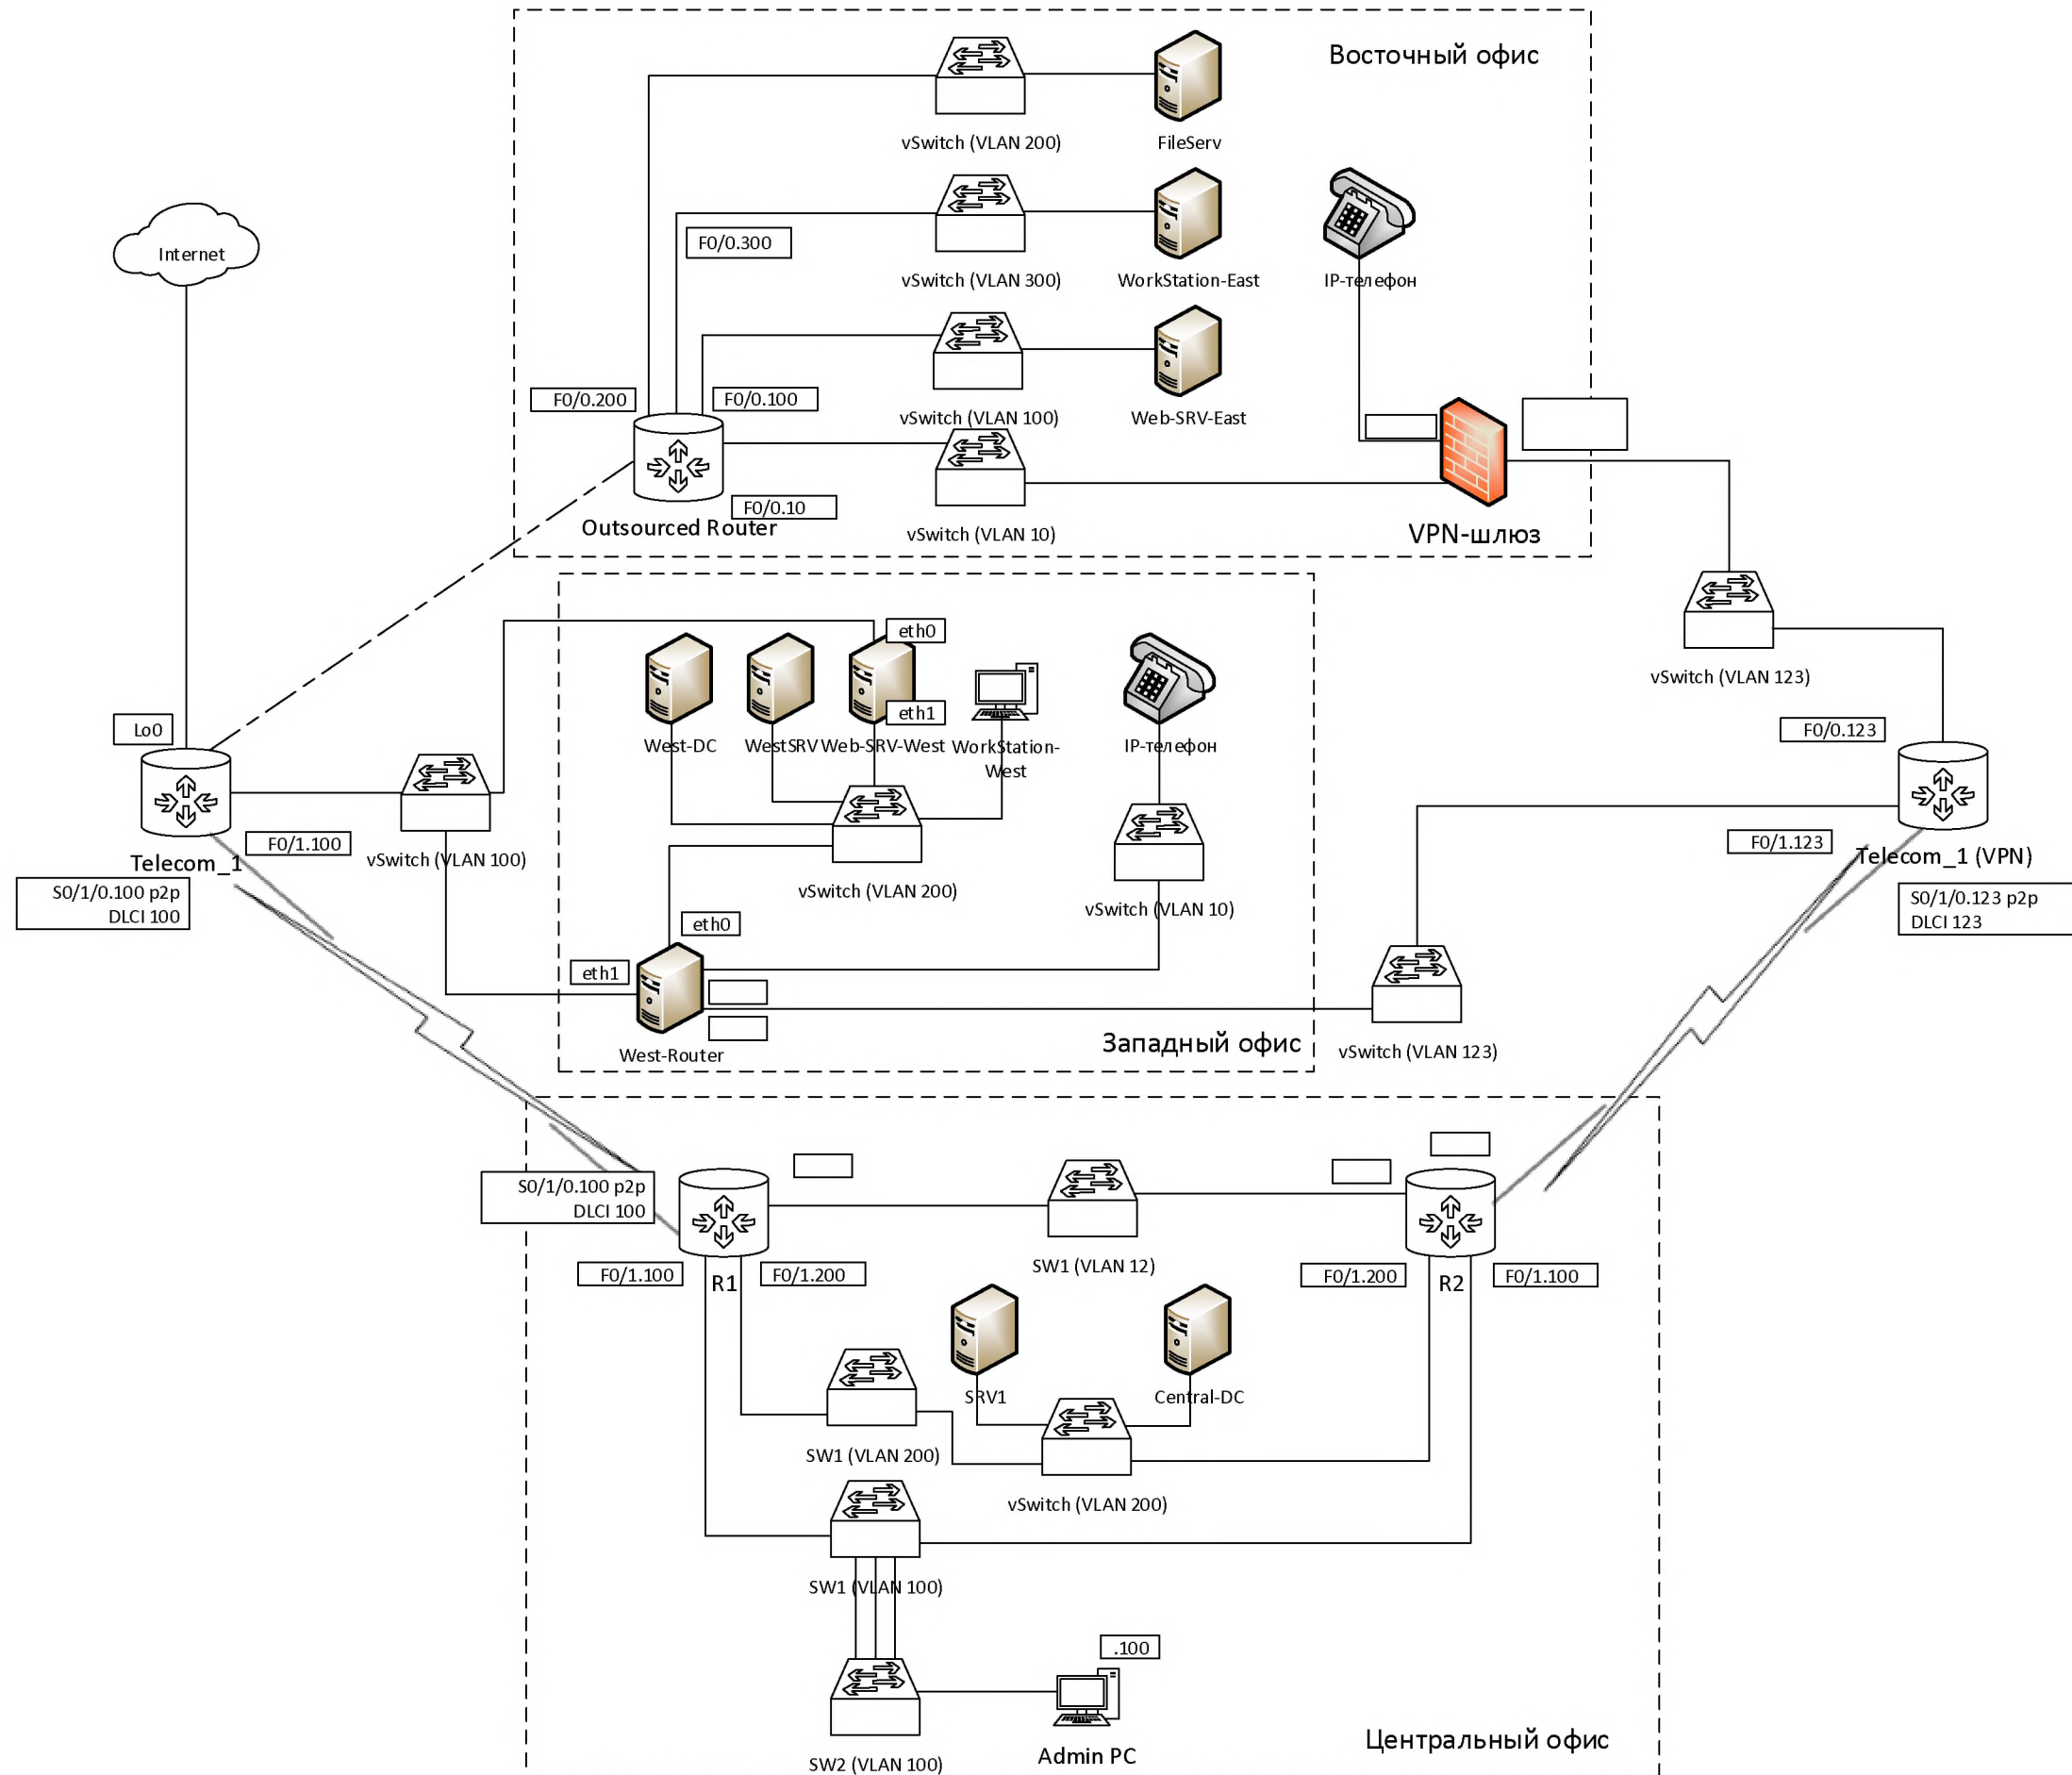 Восточный офис
vSwitch (VLAN 200)
FileServ
Internet
F0/0.300
vSwitch (VLAN 300)
WorkStation-East
IP-телефон
F0/0.200
F0/0.100
vSwitch (VLAN 100)
Web-SRV-East
F0/0.10
Outsourced Router
vSwitch (VLAN 10)
VPN-шлюз
eth0
eth1
West-DC
WestSRV
Web-SRV-West
WorkStation-
West
IP-телефон
vSwitch (VLAN 123)
Lo0
F0/0.123
F0/1.100
Telecom_1
vSwitch (VLAN 100)
S0/1/0.100 p2p
DLCI 100
vSwitch (VLAN 200)
vSwitch (VLAN 10)
F0/1.123
Telecom_1 (VPN)
S0/1/0.123 p2p
DLCI 123
eth0
eth1
West-Router
Западный офис
vSwitch (VLAN 123)
S0/1/0.100 p2p
DLCI 100
F0/1.100
R1
F0/1.200
SW1 (VLAN 12)
F0/1.200
R2
F0/1.100
SRV1
Central-DC
SW1 (VLAN 200)
vSwitch (VLAN 200)
SW1 (VLAN 100)
.100
SW2 (VLAN 100)
Admin PC
Центральный офис